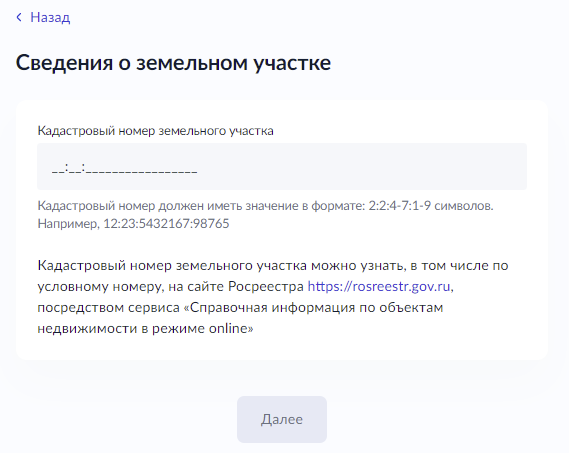 Назад
Сведения о земельном участке
Кадастровый номер земельного участка
__:__:_________________
Кадастровый номер должен иметь значение в формате: 2:2:4-7:1-9 символов.
Например, 12:23:5432167:98765
Кадастровый номер земельного участка можно узнать, в том числе по
условному номеру, на сайте Росреестра https://rosreestr.gov.ru,
посредством сервиса «Справочная информация по объектам
недвижимости в режиме online»
Далее